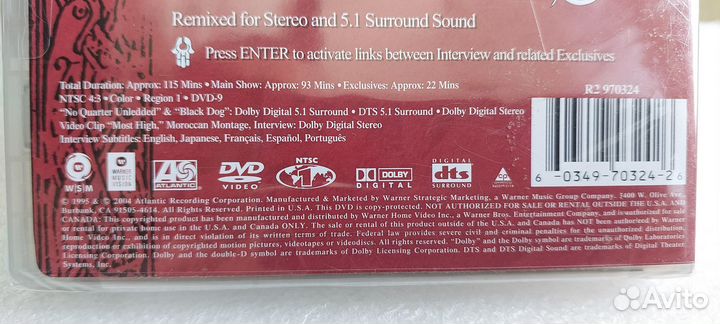 Remixed for Stereo and 5.1 Surround Sound
Press ENTER to activate links between Interview and related Exclusives
Total Duration: Approx: 115 Mins • Main Show: Approx: 93 Mins • Exclusives: Approx: 22 Mins
NTSC 4:3 • Color • Region 1 • DVD-9
"No Quarter Unledded" & "Black Dog": Dolby Digital 5.1 Surround • DTS 5.1 Surround • Dolby Digital Stereo
Video Clip "Most High," Moroccan Montage, Interview: Dolby Digital Stereo
Interview Subtitles: English, Japanese, Français, Español, Português
R2 970324
6 0349-70324-2 6
WSM
WARNER MUSIC VISION
ATLANTIC
DVD VIDEO
NTSC 1
DOLBY DIGITAL
DIGITAL dts SURROUND
© 1995 & © 2004 Atlantic Recording Corporation. Manufactured & Marketed by Warner Strategic Marketing, a Warner Music Group Company. 3400 W. Olive Ave.,
Burbank, CA 91505-4614. Printed in U.S.A. This DVD is copy-protected. NOT AUTHORIZED FOR SALE OR RENTAL OUTSIDE THE U.S.A. AND
CANADA: This copyrighted product has been manufactured and distributed by Warner Home Video Inc., a Warner Bros. Entertainment Company, and is authorized for sale
or rental for private home use in the U.S.A. and Canada ONLY. The sale or rental of this product outside of the U.S.A. and Canada has NOT been authorized by Warner
Home Video Inc., and is in direct violation of its written terms of trade. Federal law provides severe civil and criminal penalties for the unauthorized reproduction,
distribution or exhibition of copyrighted motion pictures, videotapes or videodiscs. All rights reserved. "Dolby" and the Dolby symbol are trademarks of Dolby Laboratories
Licensing Corporation. Dolby and the double-D symbol are trademarks of Dolby Licensing Corporation. DTS and DTS Digital Sound are trademarks of Digital Theater
Systems, Inc.
Avito